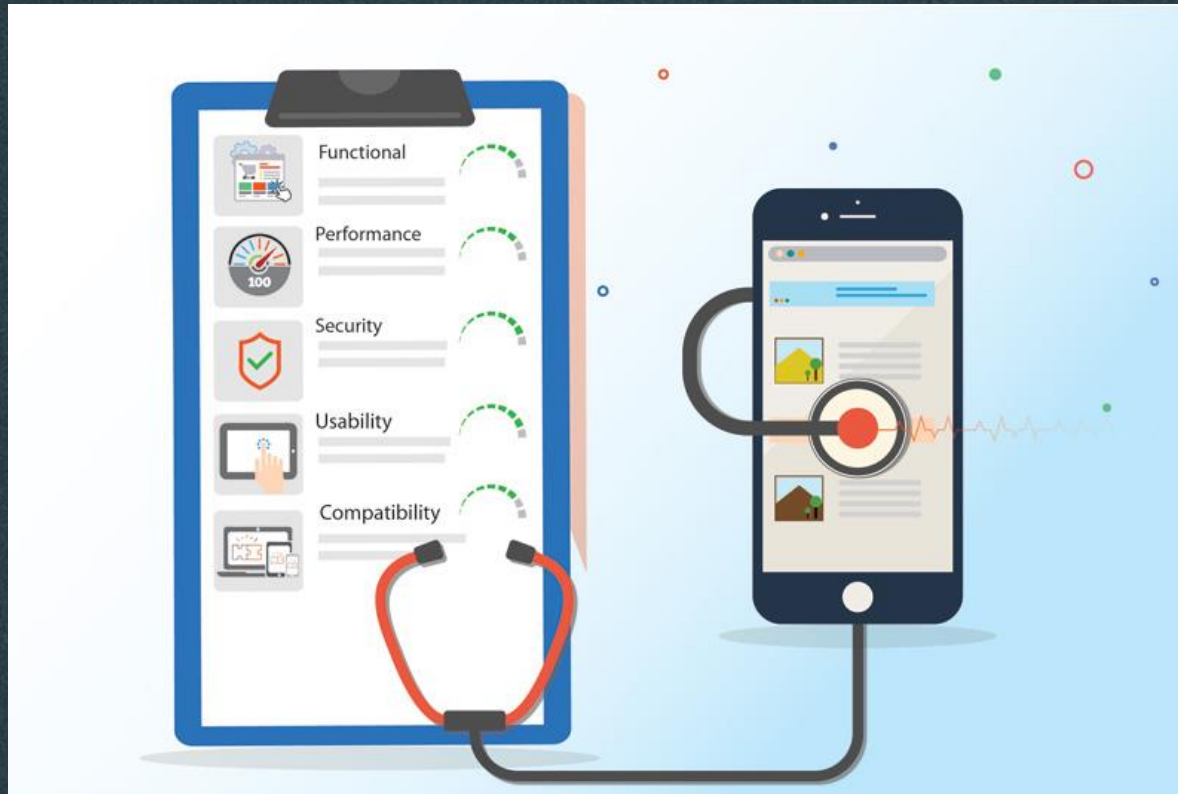 Functional
Performance
100
Security
Usability
Compatibility